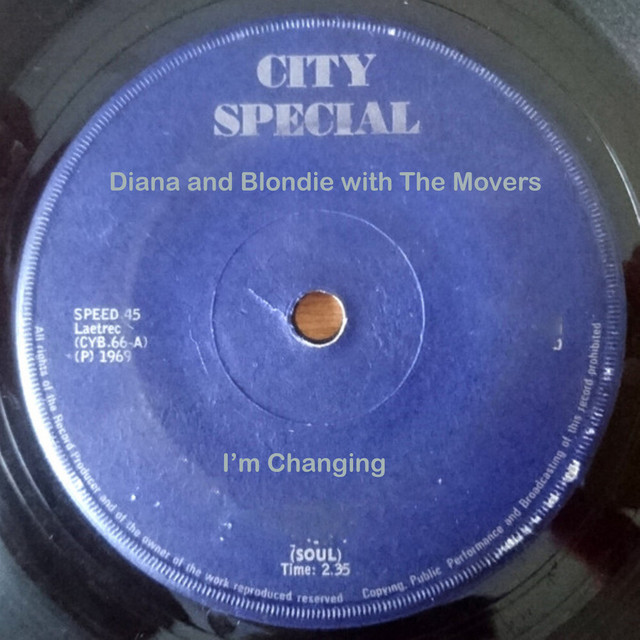 CITY
SPECIAL
Diana and Blondie with The Movers
SPEED 45
Laetrec
(CYB.66-A)
(P) 1969
I'm Changing
(SOUL)
Time: 2.35
All rights of the Record Producer and of the owner of the work reproduced reserved Copying, Public Performance and Broadcasting of this record prohibited